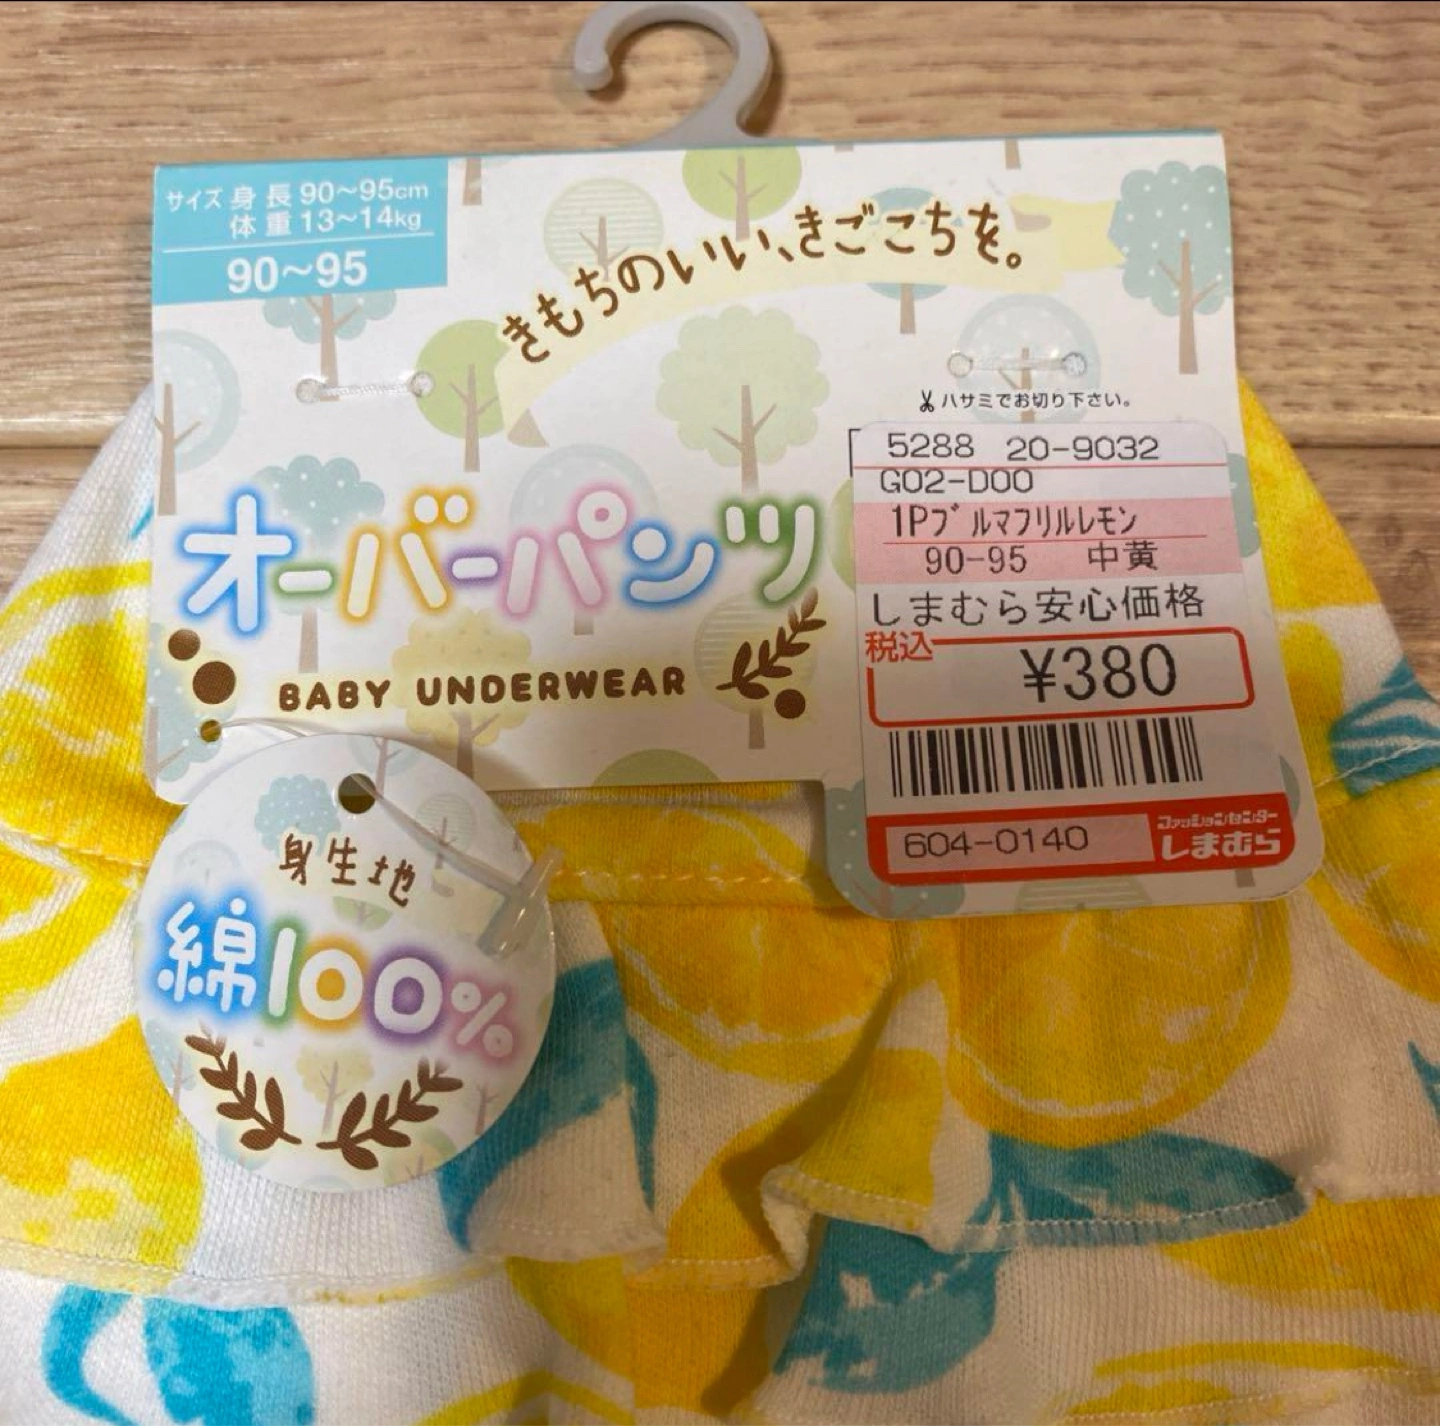 サイズ 身長 90～95cm
体重 13～14kg
90～95
きもちのいい、きごこちを。
ハサミでお切り下さい。
オーバーパンツ
BABY UNDERWEAR
5288 20-9032
G02-D00
1Pブルマフリルレモン
90-95 中黄
しまむら安心価格
税込
¥380
604-0140
ファッションセンター
しまむら
身生地
綿100%